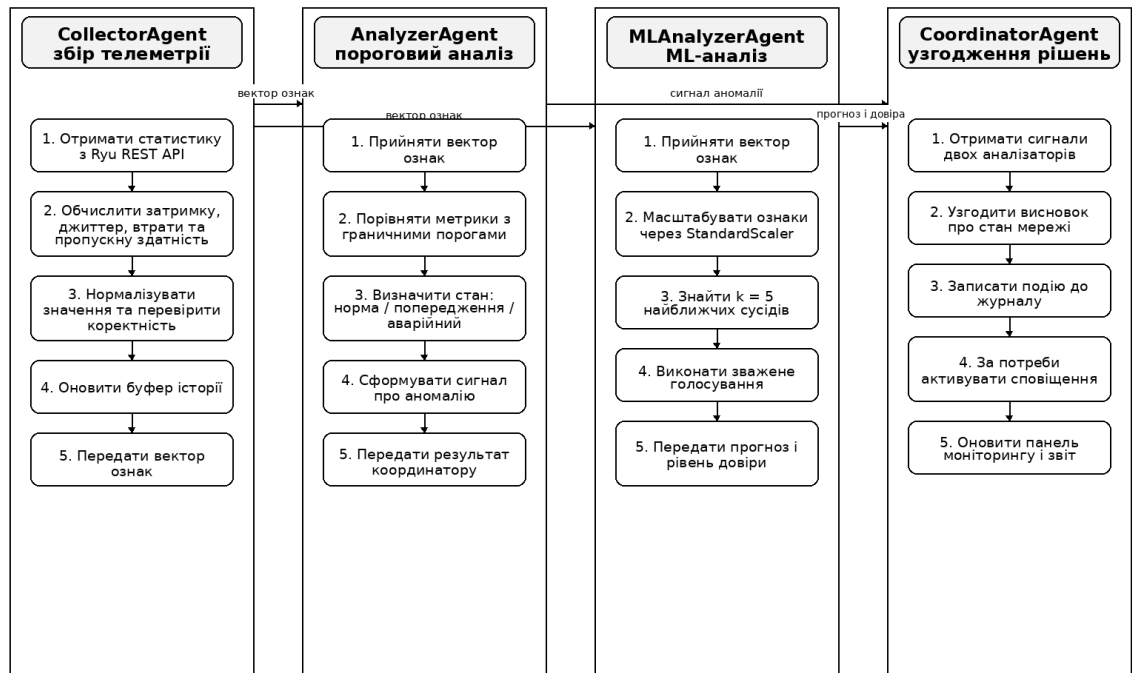 CollectorAgent
збір телеметрії
AnalyzerAgent
пороговий аналіз
MLAnalyzerAgent
ML-аналіз
CoordinatorAgent
узгодження рішень
вектор ознак
сигнал аномалії
вектор ознак
прогноз і довіра
1. Отримати статистику
з Ryu REST API
2. Обчислити затримку,
джиттер, втрати та
пропускну здатність
3. Нормалізувати
значення та перевірити
коректність
4. Оновити буфер історії
5. Передати вектор
ознак
1. Прийняти вектор
ознак
2. Порівняти метрики з
граничними порогами
3. Визначити стан:
норма / попередження /
аварійний
4. Сформувати сигнал
про аномалію
5. Передати результат
координатору
1. Прийняти вектор
ознак
2. Масштабувати ознаки
через StandardScaler
3. Знайти k = 5
найближчих сусідів
4. Виконати зважене
голосування
5. Передати прогноз і
рівень довіри
1. Отримати сигнали
двох аналізаторів
2. Узгодити висновок
про стан мережі
3. Записати подію до
журналу
4. За потреби
активувати сповіщення
5. Оновити панель
моніторингу і звіт